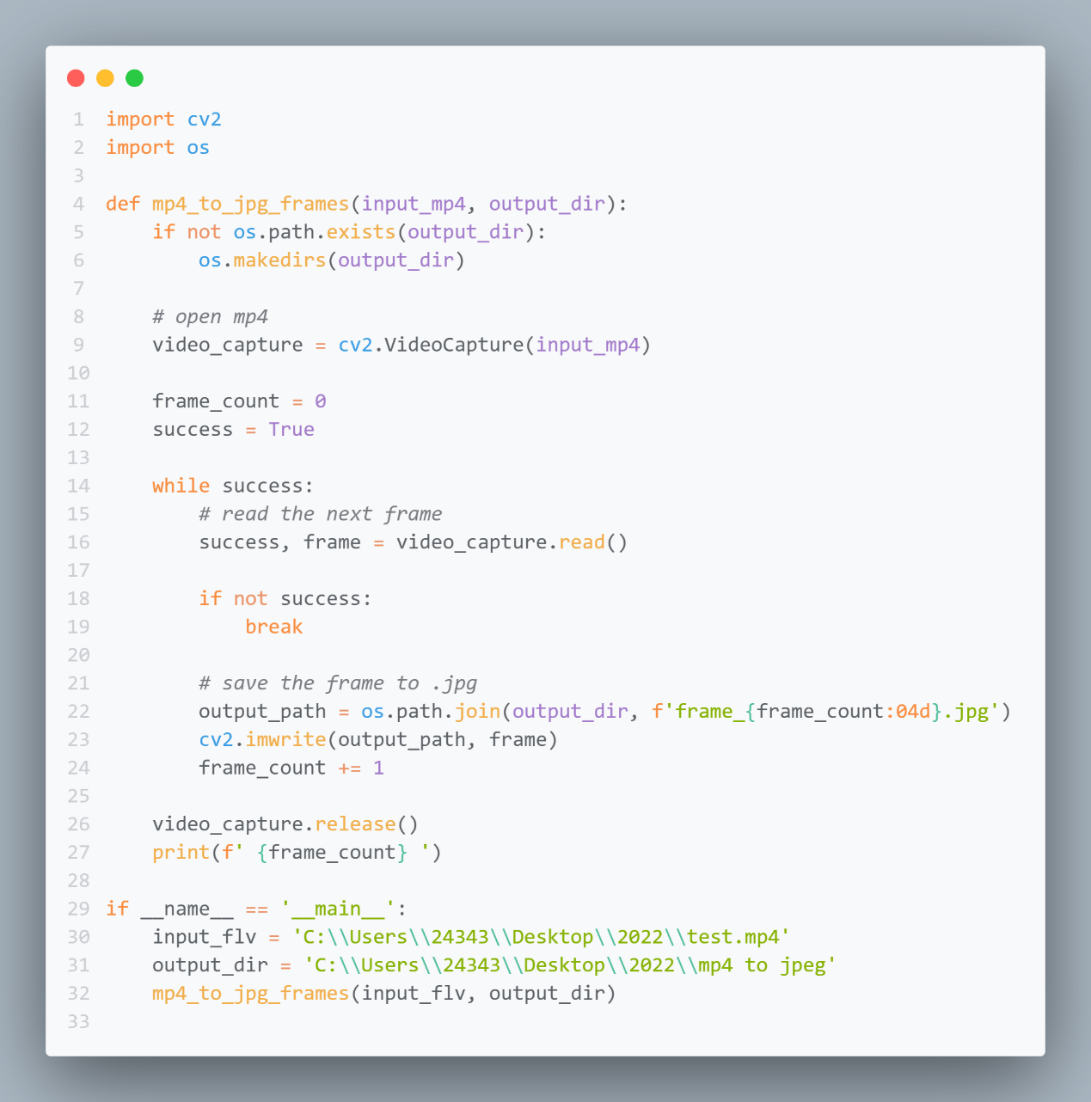 1 import cv2
2 import os
3
4 def mp4_to_jpg_frames(input_mp4, output_dir):
5     if not os.path.exists(output_dir):
6         os.makedirs(output_dir)
7
8     # open mp4
9     video_capture = cv2.VideoCapture(input_mp4)
10
11     frame_count = 0
12     success = True
13
14     while success:
15         # read the next frame
16         success, frame = video_capture.read()
17
18         if not success:
19             break
20
21         # save the frame to .jpg
22         output_path = os.path.join(output_dir, f'frame_{frame_count:04d}.jpg')
23         cv2.imwrite(output_path, frame)
24         frame_count += 1
25
26     video_capture.release()
27     print(f' {frame_count} ')
28
29 if __name__ == '__main__':
30     input_flv = 'C:\\Users\\24343\\Desktop\\2022\\test.mp4'
31     output_dir = 'C:\\Users\\24343\\Desktop\\2022\\mp4 to jpeg'
32     mp4_to_jpg_frames(input_flv, output_dir)
33